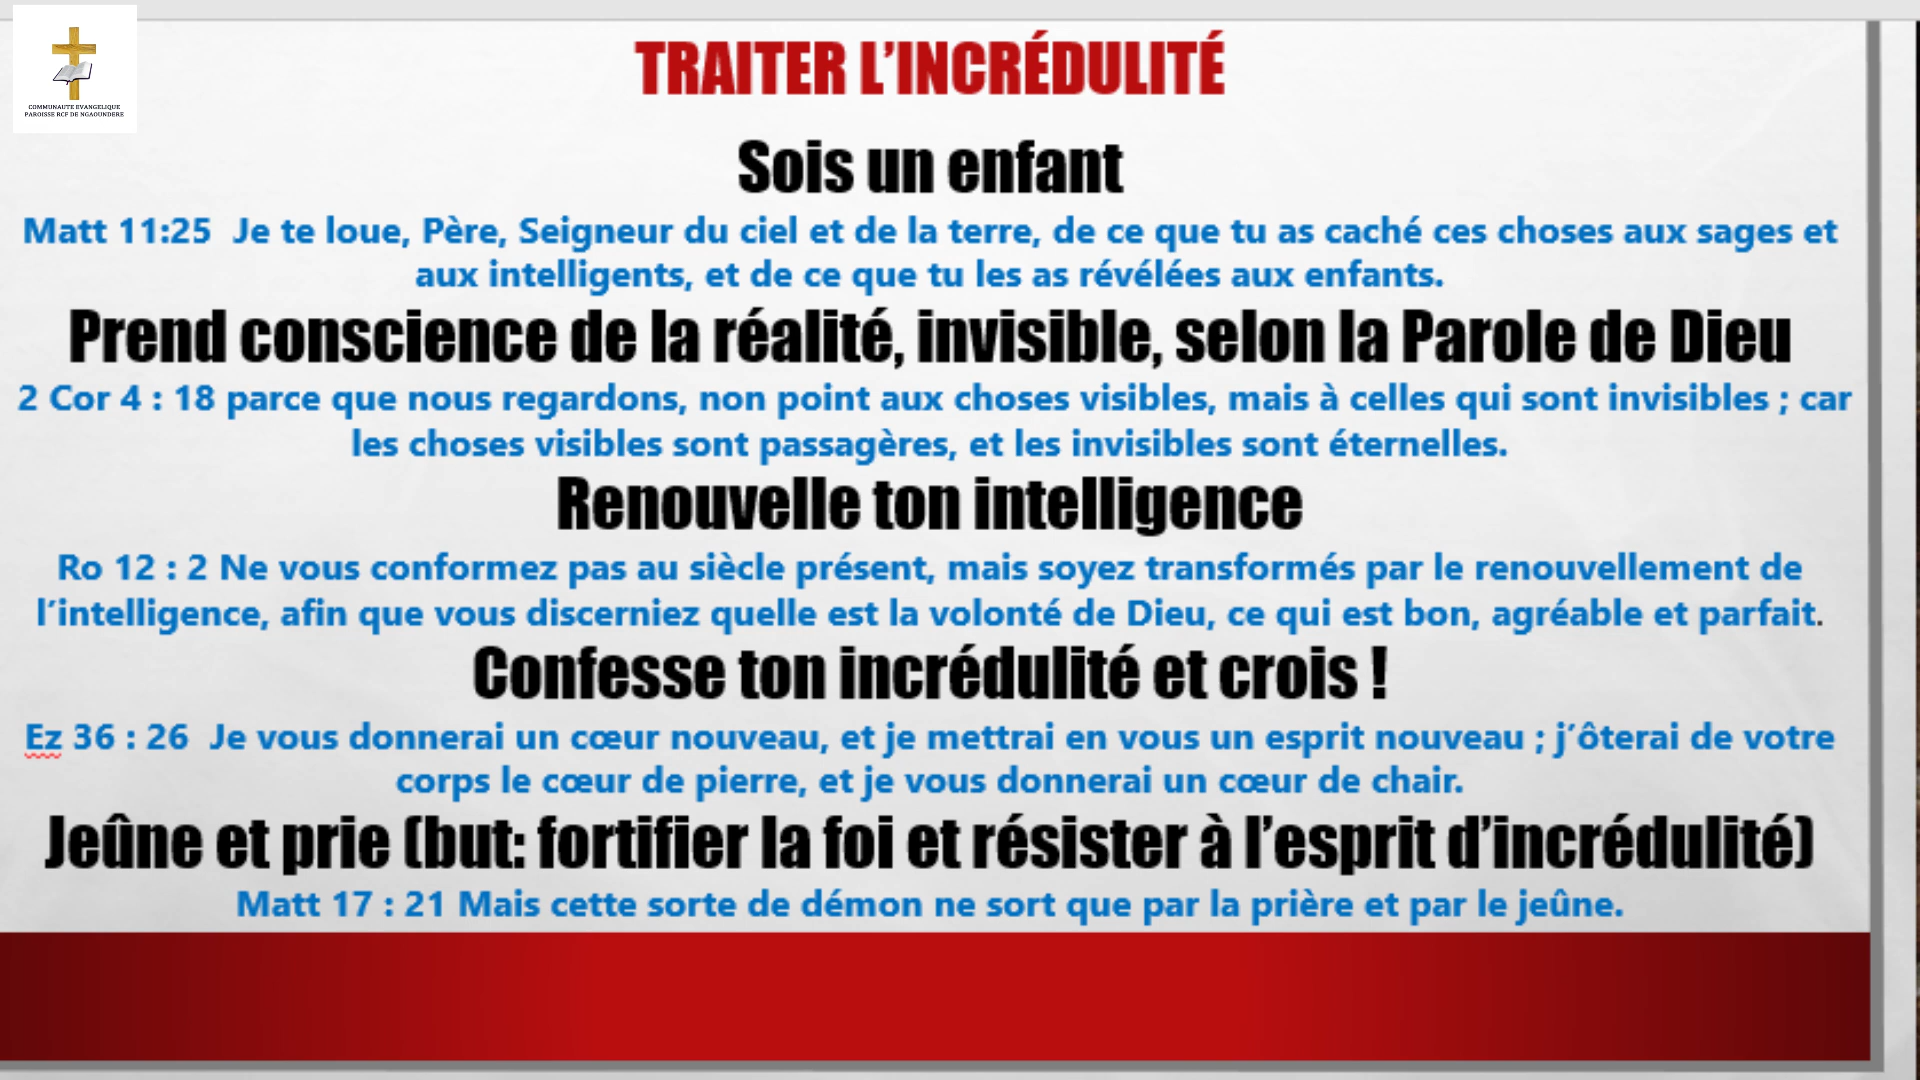 COMMUNAUTE EVANGELIQUE
PAROISSE RCF DE NGAOUNDERE
TRAITER L’INCRÉDULITÉ
Sois un enfant
Matt 11:25 Je te loue, Père, Seigneur du ciel et de la terre, de ce que tu as caché ces choses aux sages et
aux intelligents, et de ce que tu les as révélées aux enfants.
Prend conscience de la réalité, invisible, selon la Parole de Dieu
2 Cor 4 : 18 parce que nous regardons, non point aux choses visibles, mais à celles qui sont invisibles ; car
les choses visibles sont passagères, et les invisibles sont éternelles.
Renouvelle ton intelligence
Ro 12 : 2 Ne vous conformez pas au siècle présent, mais soyez transformés par le renouvellement de
l’intelligence, afin que vous discerniez quelle est la volonté de Dieu, ce qui est bon, agréable et parfait.
Confesse ton incrédulité et crois !
Ez 36 : 26 Je vous donnerai un cœur nouveau, et je mettrai en vous un esprit nouveau ; j’ôterai de votre
corps le cœur de pierre, et je vous donnerai un cœur de chair.
Jeûne et prie (but: fortifier la foi et résister à l’esprit d’incrédulité)
Matt 17 : 21 Mais cette sorte de démon ne sort que par la prière et par le jeûne.